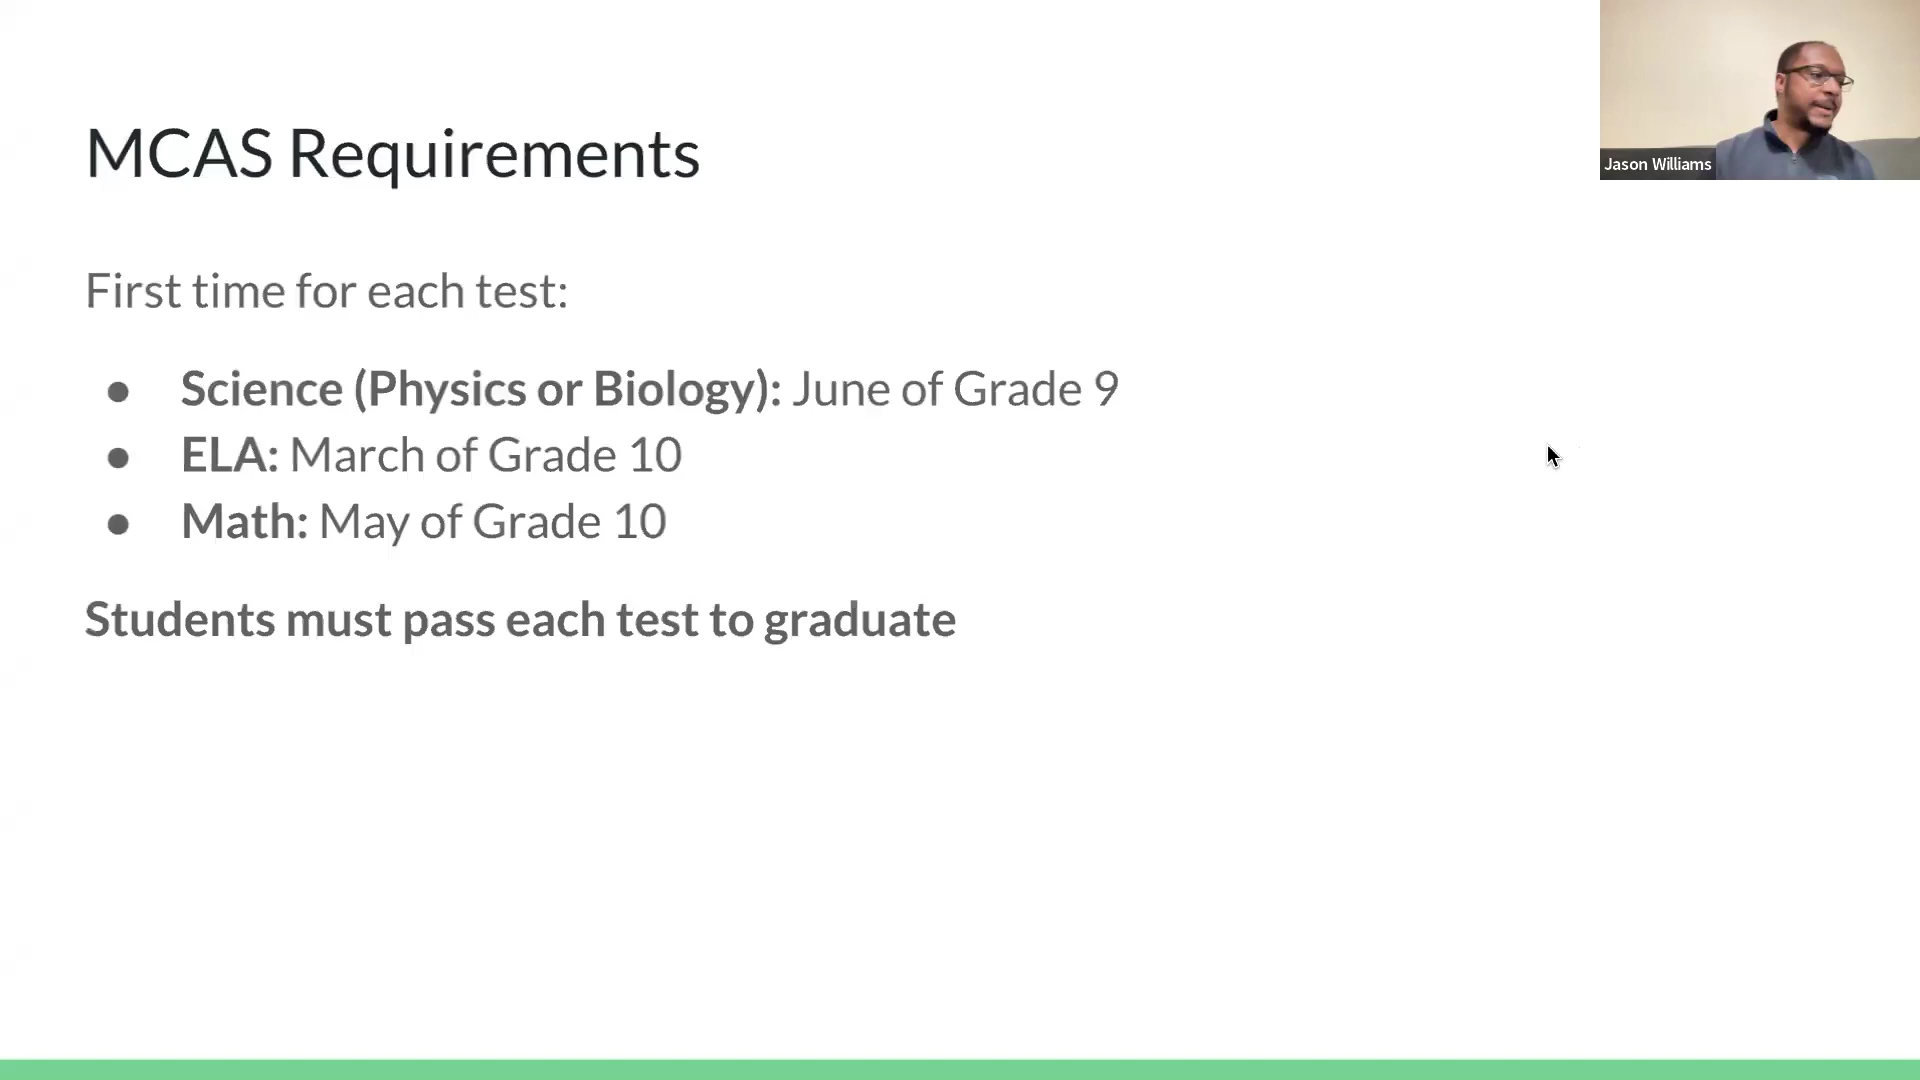 MCAS Requirements
Jason Williams
First time for each test:
● Science (Physics or Biology): June of Grade 9
● ELA: March of Grade 10
● Math: May of Grade 10
Students must pass each test to graduate